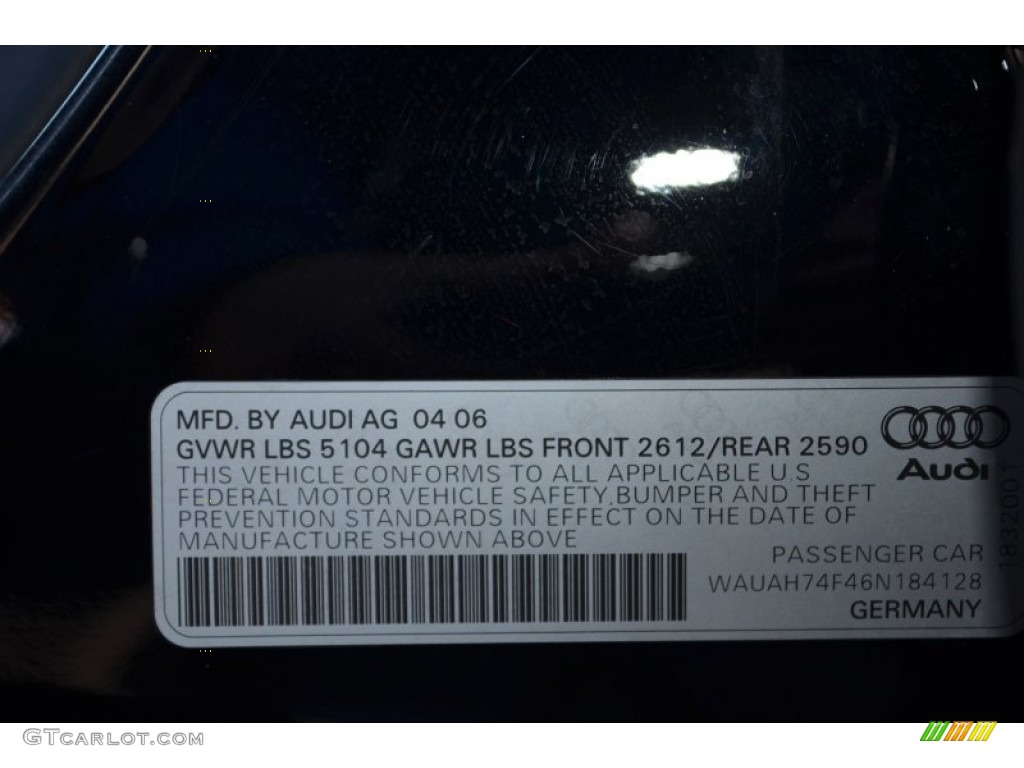 MFD. BY AUDI AG 04 06
GVWR LBS 5104 GAWR LBS FRONT 2612/REAR 2590
THIS VEHICLE CONFORMS TO ALL APPLICABLE U.S
FEDERAL MOTOR VEHICLE SAFETY,BUMPER AND THEFT
PREVENTION STANDARDS IN EFFECT ON THE DATE OF
MANUFACTURE SHOWN ABOVE
Audi
1832001
PASSENGER CAR
WAUAH74F46N184128
GERMANY
GTCARLOT.COM